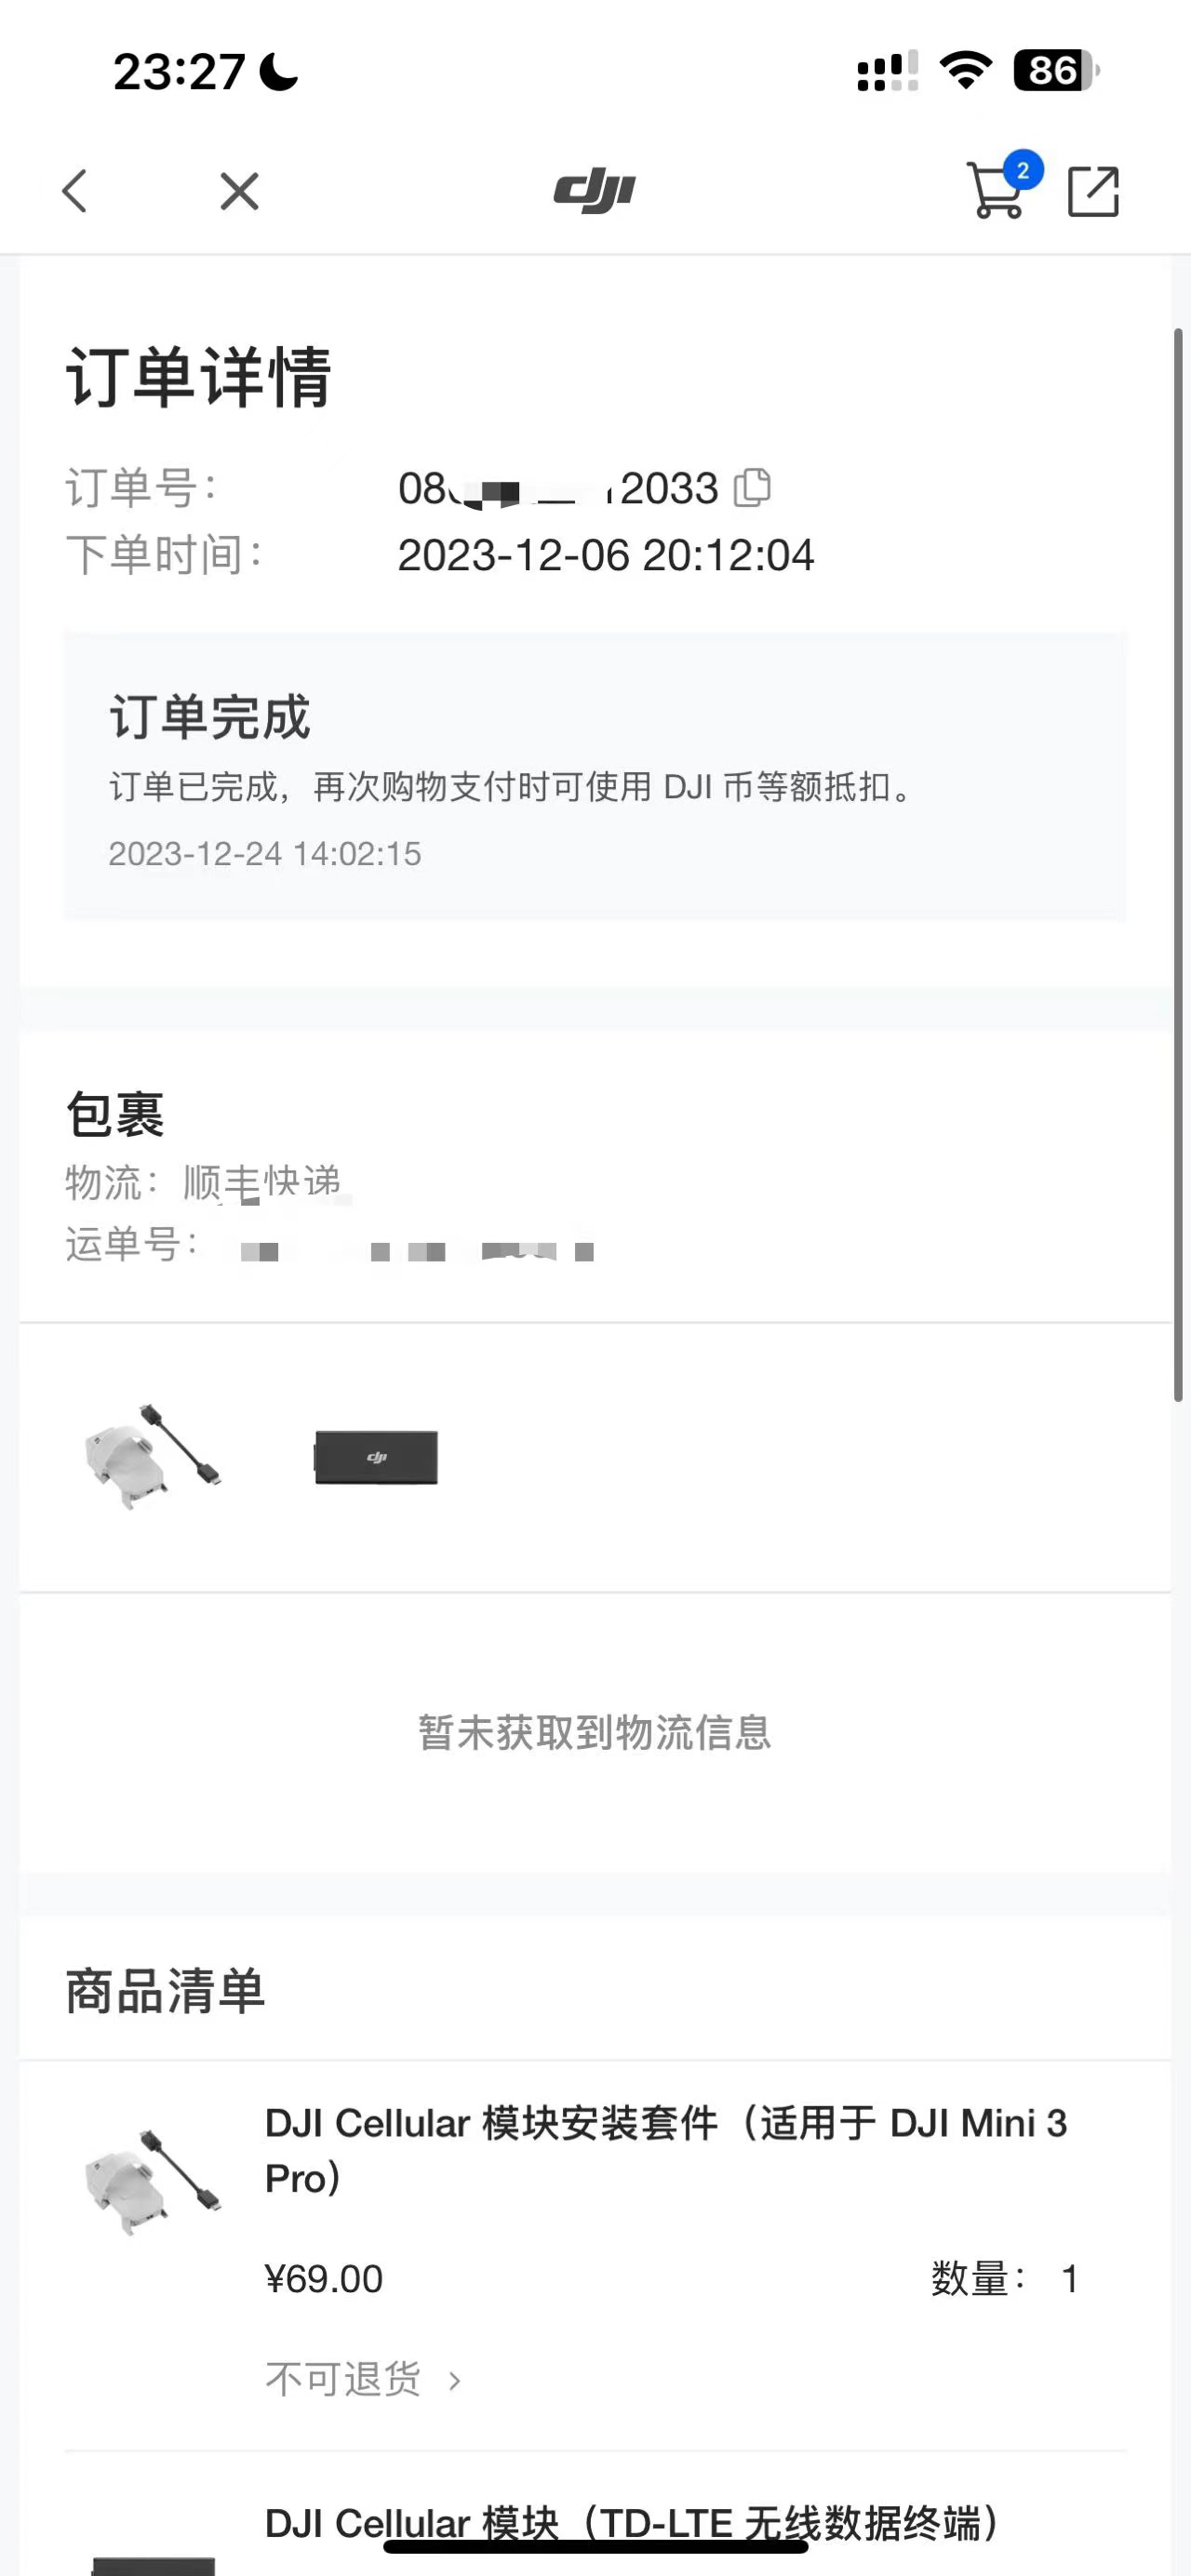 23:27
86
dji
2
订单详情
订单号：
08 2033
下单时间：
2023-12-06 20:12:04
订单完成
订单已完成，再次购物支付时可使用 DJI 币等额抵扣。
2023-12-24 14:02:15
包裹
物流：顺丰快递
运单号：
dji
暂未获取到物流信息
商品清单
DJI Cellular 模块安装套件（适用于 DJI Mini 3
Pro）
¥69.00
数量： 1
不可退货
DJI Cellular 模块（TD-LTE 无线数据终端）